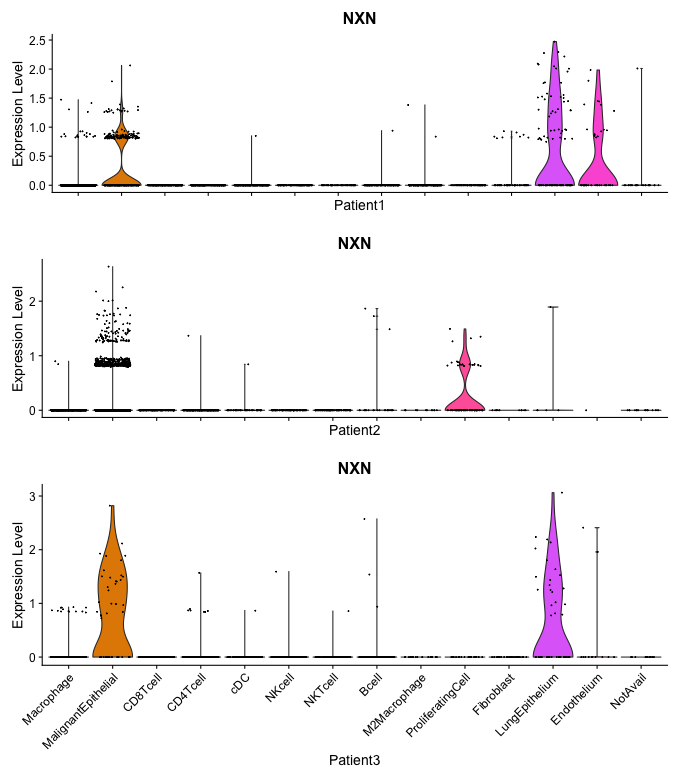 NXN
Expression Level
2.5
2.0
1.5
1.0
0.5
0.0
Patient1
NXN
Expression Level
2
1
0
Patient2
NXN
Expression Level
3
2
1
0
Macrophage
MalignantEpithelial
CD8Tcell
CD4Tcell
cDC
NKcell
NKTcell
Bcell
M2Macrophage
ProliferatingCell
Fibroblast
LungEpithelium
Endothelium
NotAvail
Patient3